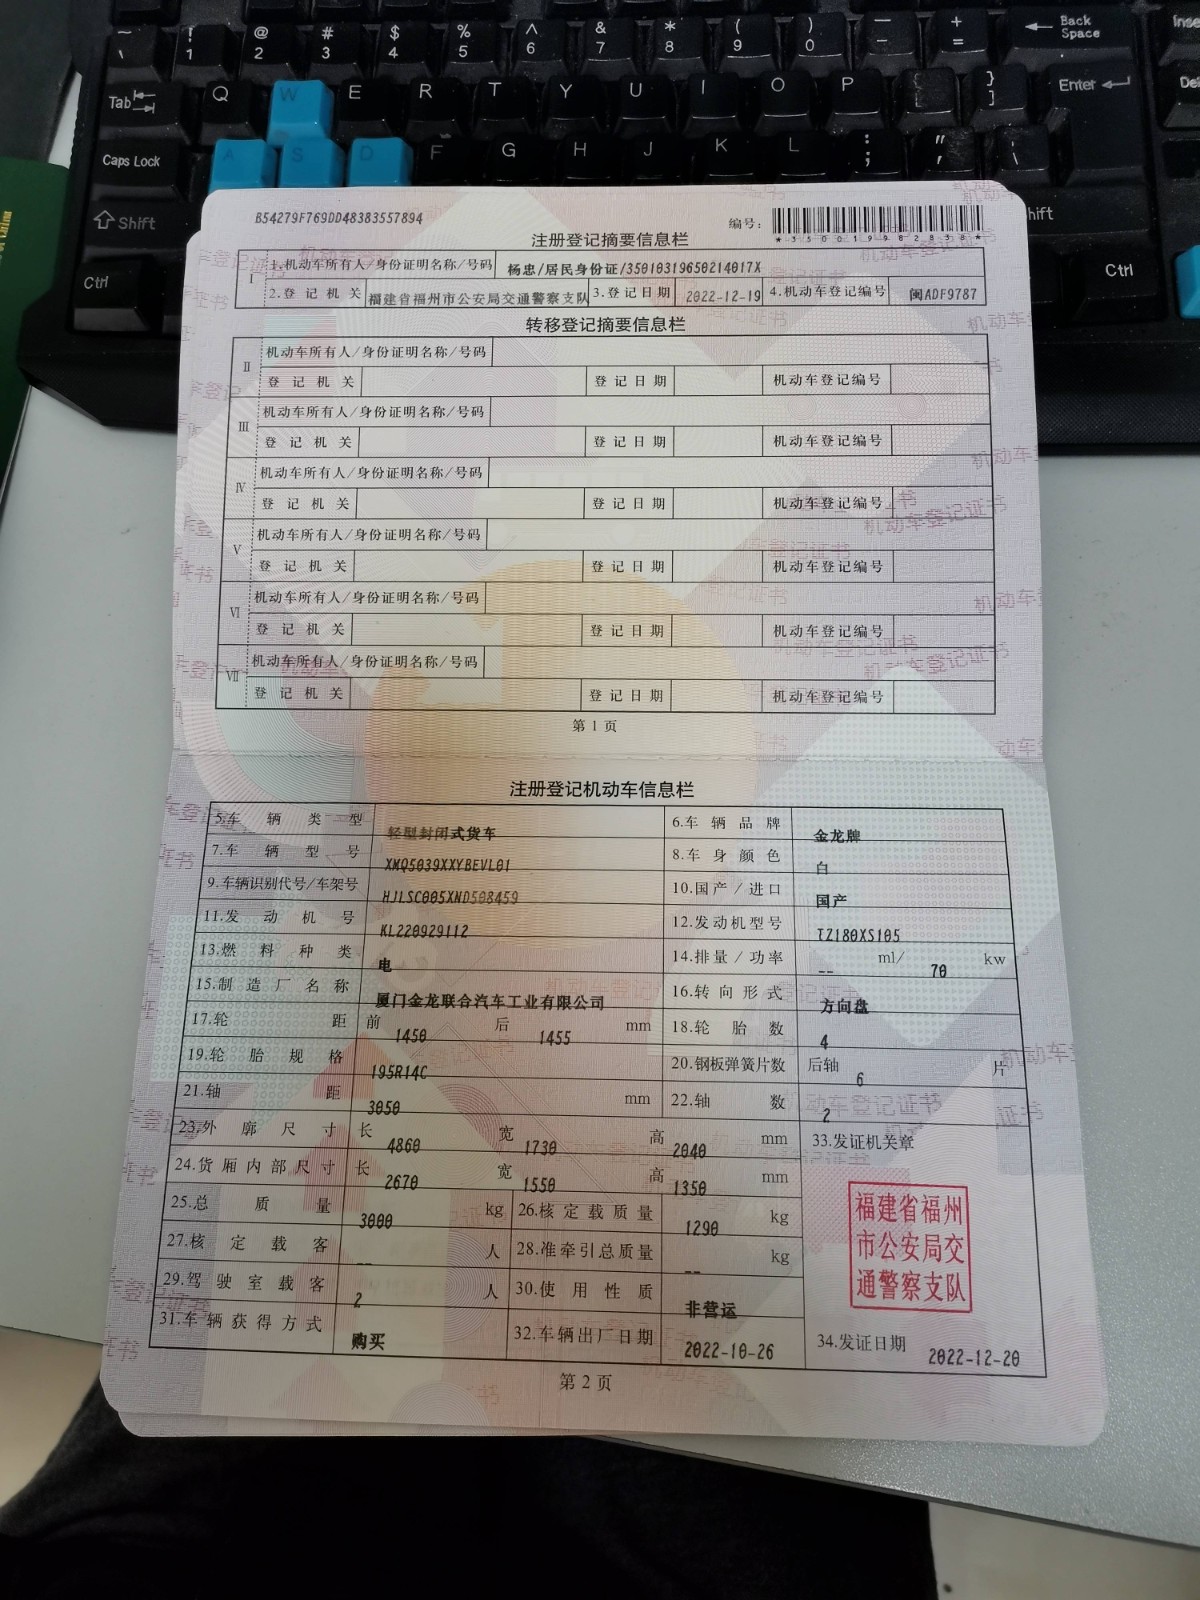 ~ ! @ # $ % ^ & * ( ) — + ← Back Space Inse
\ 1 2 3 4 5 6 7 8 9 0 - =
Tab Q W E R T Y U I O P { } Enter Del
[ ]
Caps Lock A S D F G H J K L : "
; , \
Shift hift
Ctrl Ctrl
B54279F769DD48383557894
编号:
*350019982838*
注册登记摘要信息栏
I 1.机动车所有人/身份证明名称/号码 杨忠/居民身份证/35010319650214017X
2.登记机关 福建省福州市公安局交通警察支队 3.登记日期 2022-12-19 4.机动车登记编号 闽ADF9787
转移登记摘要信息栏
II 机动车所有人/身份证明名称/号码
登记机关 登记日期 机动车登记编号
III 机动车所有人/身份证明名称/号码
登记机关 登记日期 机动车登记编号
IV 机动车所有人/身份证明名称/号码
登记机关 登记日期 机动车登记编号
V 机动车所有人/身份证明名称/号码
登记机关 登记日期 机动车登记编号
VI 机动车所有人/身份证明名称/号码
登记机关 登记日期 机动车登记编号
VII 机动车所有人/身份证明名称/号码
登记机关 登记日期 机动车登记编号
第1页
注册登记机动车信息栏
5.车辆类型 轻型封闭式货车 6.车辆品牌 金龙牌
7.车辆型号 XMQ5039XXYBEVL01 8.车身颜色 白
9.车辆识别代号/车架号 HJLSC005XND508459 10.国产/进口 国产
11.发动机号 KL220929112 12.发动机型号 TZ180XS105
13.燃料种类 电 14.排量/功率 -- ml/ 70 kw
15.制造厂名称 厦门金龙联合汽车工业有限公司 16.转向形式 方向盘
17.轮距 前 1450 后 1455 mm 18.轮胎数 4
19.轮胎规格 195R14C 20.钢板弹簧片数 后轴 6 片
21.轴距 3050 mm 22.轴数 2
23.外廓尺寸 长 4860 宽 1730 高 2040 mm 33.发证机关章
24.货厢内部尺寸 长 2670 宽 1550 高 1350 mm
25.总质量 3000 kg 26.核定载质量 1290 kg
27.核定载客 -- 人 28.准牵引总质量 -- kg
29.驾驶室载客 2 人 30.使用性质 非营运
31.车辆获得方式 购买 32.车辆出厂日期 2022-10-26 34.发证日期 2022-12-20
福建省福州
市公安局交
通警察支队
第2页